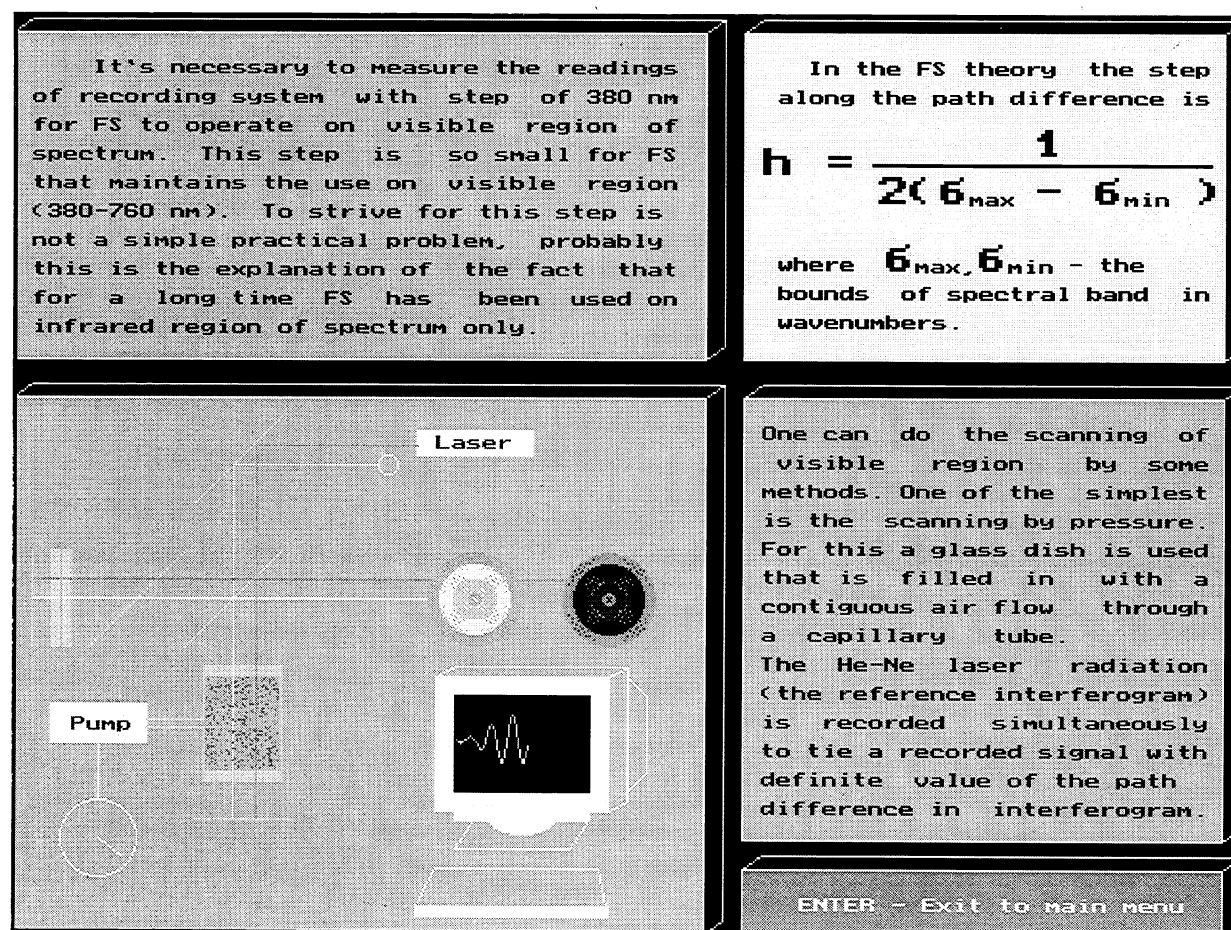 It's necessary to measure the readings
of recording system with step of 380 nm
for FS to operate on visible region of
spectrum. This step is so small for FS
that maintains the use on visible region
(380-760 nm). To strive for this step is
not a simple practical problem, probably
this is the explanation of the fact that
for a long time FS has been used on
infrared region of spectrum only.
In the FS theory the step
along the path difference is
h = 1 / 2( σmax - σmin )
where σmax, σmin - the
bounds of spectral band in
wavenumbers.
Laser
Pump
One can do the scanning of
visible region by some
methods. One of the simplest
is the scanning by pressure.
For this a glass dish is used
that is filled in with a
contiguous air flow through
a capillary tube.
The He-Ne laser radiation
(the reference interferogram)
is recorded simultaneously
to tie a recorded signal with
definite value of the path
difference in interferogram.
ENTER - Exit to main menu